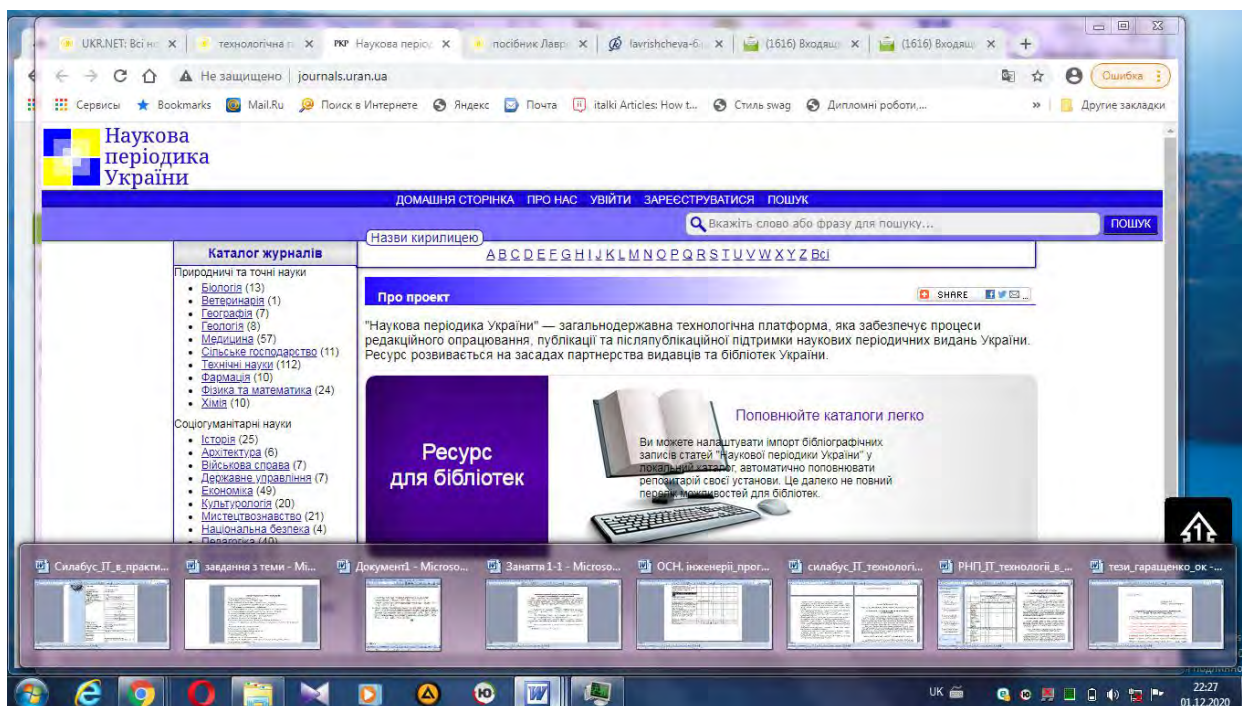 UKR.NET: Всі но
технологічна п
РКР Наукова періо
посібник Лавр
lavrishcheva-6
(1616) Входящи
(1616) Входящи
Не защищено | journals.uran.ua
Ошибка
Сервисы Bookmarks Mail.Ru Поиск в Интернете Яндекс Почта italki Articles: How t... Стиль swag Дипломні роботи,... » Другие закладки
Наукова
періодика
України
ДОМАШНЯ СТОРІНКА ПРО НАС УВІЙТИ ЗАРЕЄСТРУВАТИСЯ ПОШУК
Вкажіть слово або фразу для пошуку...
ПОШУК
Назви кирилицею
A B C D E F G H I J K L M N O P Q R S T U V W X Y Z Всі
Каталог журналів
Природничі та точні науки
Біологія (13)
Ветеринарія (1)
Географія (7)
Геологія (8)
Медицина (57)
Сільське господарство (11)
Технічні науки (112)
Фармація (10)
Фізика та математика (24)
Хімія (10)
Соціогуманітарні науки
Історія (25)
Архітектура (6)
Військова справа (7)
Державне управління (7)
Економіка (49)
Культурологія (20)
Мистецтвознавство (21)
Національна безпека (4)
Педагогіка (40)
Про проект
SHARE
"Наукова періодика України" — загальнодержавна технологічна платформа, яка забезпечує процеси
редакційного опрацювання, публікації та післяпублікаційної підтримки наукових періодичних видань України.
Ресурс розвивається на засадах партнерства видавців та бібліотек України.
Ресурс
для бібліотек
Поповнюйте каталоги легко
Ви можете налаштувати імпорт бібліографічних
записів статей "Наукової періодики України" у
локальний каталог, автоматично поповнювати
репозитарій своєї установи. Це далеко не повний
перелік можливостей для бібліотек.
Силабус_ІТ_в_практи...
завдання з теми - Mi...
Документ1 - Microso...
Заняття 1-1 - Microso...
ОСН. інженерії_прог...
силабус_ІТ_технологі...
РНП_ІТ_технології_в_...
тези_гаращенко_ок -...
UK
22:27
01.12.2020